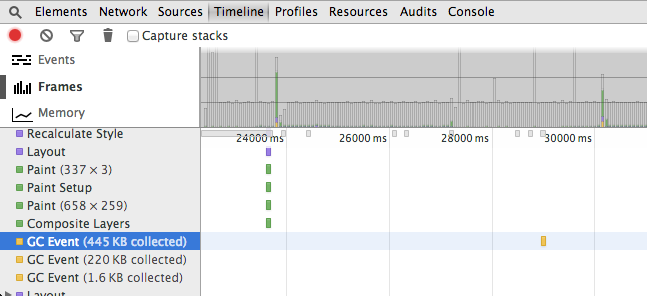 Elements Network Sources Timeline Profiles Resources Audits Console
Capture stacks
Events
Frames
Memory
24000 ms 26000 ms 28000 ms 30000 ms
Recalculate Style
Layout
Paint (337 × 3)
Paint Setup
Paint (658 × 259)
Composite Layers
GC Event (445 KB collected)
GC Event (220 KB collected)
GC Event (1.6 KB collected)
Layout